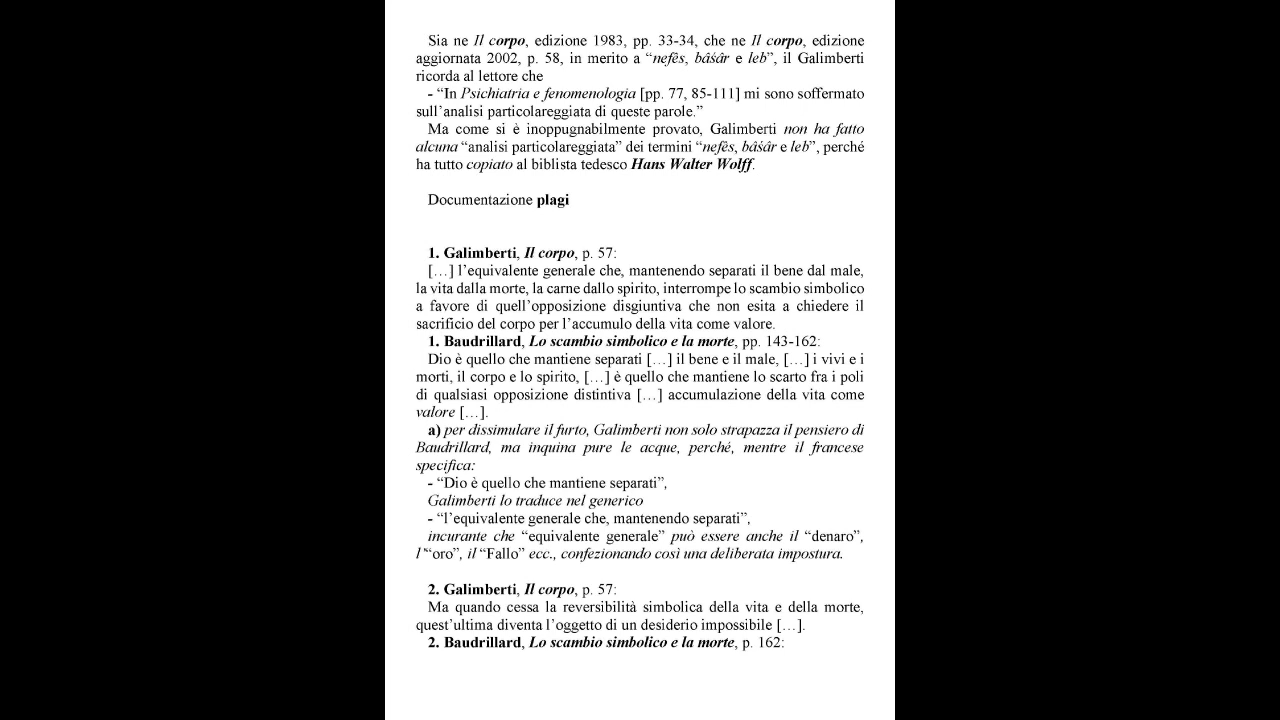 Sia ne Il corpo, edizione 1983, pp. 33-34, che ne Il corpo, edizione
aggiornata 2002, p. 58, in merito a “nefêš, bâśâr e leb”, il Galimberti
ricorda al lettore che
- “In Psichiatria e fenomenologia [pp. 77, 85-111] mi sono soffermato
sull’analisi particolareggiata di queste parole.”
Ma come si è inoppugnabilmente provato, Galimberti non ha fatto
alcuna “analisi particolareggiata” dei termini “nefêš, bâśâr e leb”, perché
ha tutto copiato al biblista tedesco Hans Walter Wolff.
Documentazione plagi
1. Galimberti, Il corpo, p. 57:
[…] l’equivalente generale che, mantenendo separati il bene dal male,
la vita dalla morte, la carne dallo spirito, interrompe lo scambio simbolico
a favore di quell’opposizione disgiuntiva che non esita a chiedere il
sacrificio del corpo per l’accumulo della vita come valore.
1. Baudrillard, Lo scambio simbolico e la morte, pp. 143-162:
Dio è quello che mantiene separati […] il bene e il male, […] i vivi e i
morti, il corpo e lo spirito, […] è quello che mantiene lo scarto fra i poli
di qualsiasi opposizione distintiva […] accumulazione della vita come
valore […].
a) per dissimulare il furto, Galimberti non solo strapazza il pensiero di
Baudrillard, ma inquina pure le acque, perché, mentre il francese
specifica:
- “Dio è quello che mantiene separati”,
Galimberti lo traduce nel generico
- “l’equivalente generale che, mantenendo separati”,
incurante che “equivalente generale” può essere anche il “denaro”,
l’“oro”, il “Fallo” ecc., confezionando così una deliberata impostura.
2. Galimberti, Il corpo, p. 57:
Ma quando cessa la reversibilità simbolica della vita e della morte,
quest’ultima diventa l’oggetto di un desiderio impossibile […].
2. Baudrillard, Lo scambio simbolico e la morte, p. 162: